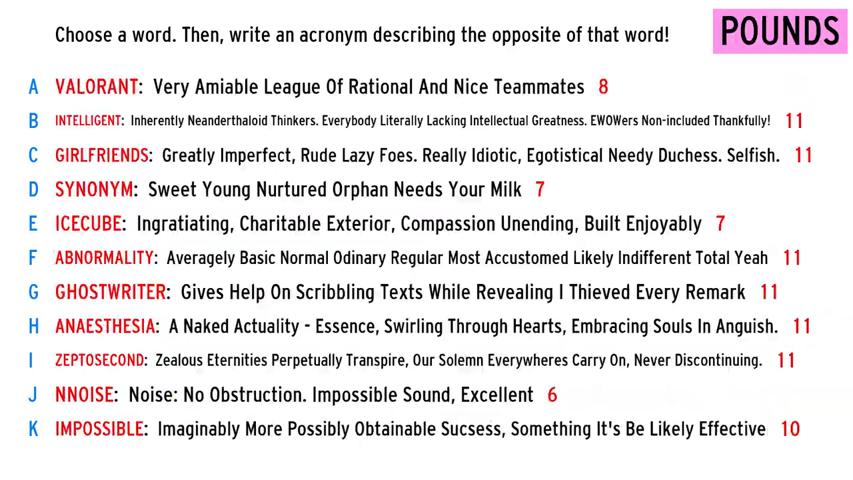 Choose a word. Then, write an acronym describing the opposite of that word!
POUNDS
A VALORANT: Very Amiable League Of Rational And Nice Teammates 8
B INTELLIGENT: Inherently Neanderthaloid Thinkers. Everybody Literally Lacking Intellectual Greatness. EWOWers Non-included Thankfully! 11
C GIRLFRIENDS: Greatly Imperfect, Rude Lazy Foes. Really Idiotic, Egotistical Needy Duchess. Selfish. 11
D SYNONYM: Sweet Young Nurtured Orphan Needs Your Milk 7
E ICECUBE: Ingratiating, Charitable Exterior, Compassion Unending, Built Enjoyably 7
F ABNORMALITY: Averagely Basic Normal Odinary Regular Most Accustomed Likely Indifferent Total Yeah 11
G GHOSTWRITER: Gives Help On Scribbling Texts While Revealing I Thieved Every Remark 11
H ANAESTHESIA: A Naked Actuality - Essence, Swirling Through Hearts, Embracing Souls In Anguish. 11
I ZEPTOSECOND: Zealous Eternities Perpetually Transpire, Our Solemn Everywheres Carry On, Never Discontinuing. 11
J NNOISE: Noise: No Obstruction. Impossible Sound, Excellent 6
K IMPOSSIBLE: Imaginably More Possibly Obtainable Sucsess, Something It's Be Likely Effective 10